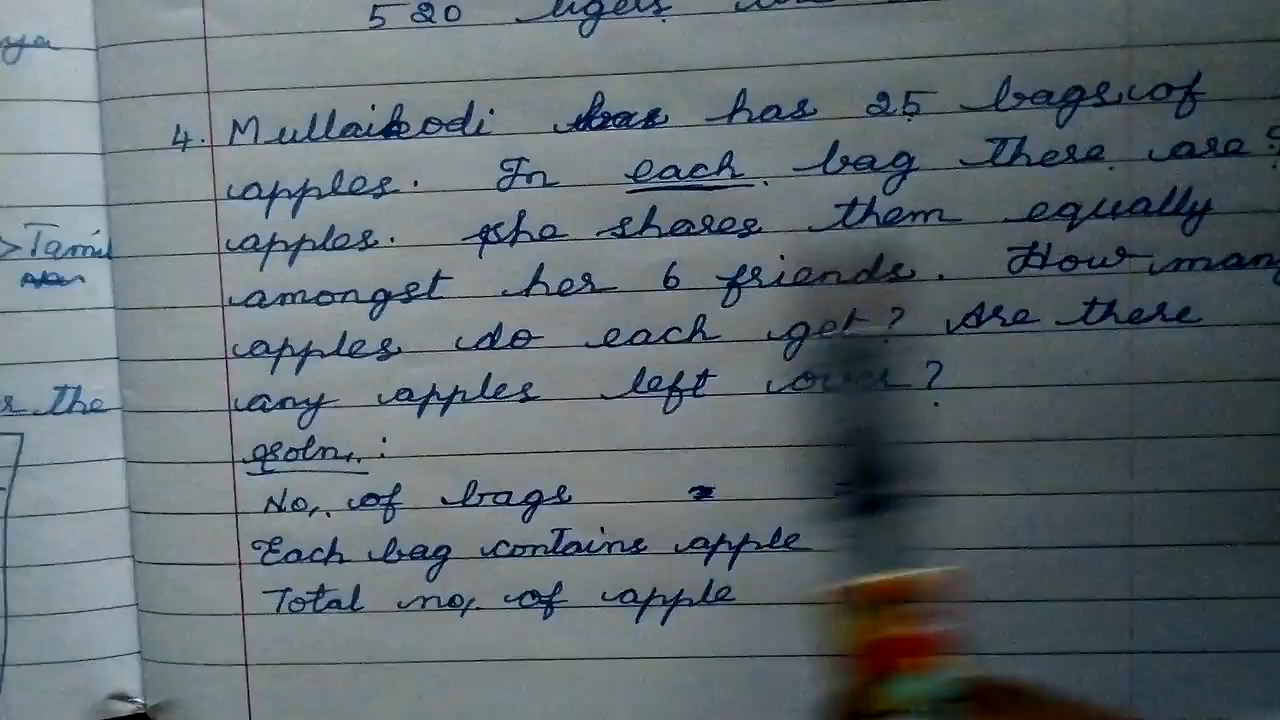 520 tigers
4. Mullaikodi has has 25 bags of
apples. In each bag there are
apples. She shares them equally
amongst her 6 friends. How man
apples do each get? Are there
any apples left over?
Soln. :
No. of bags =
Each bag contains apple
Total no. of apple
> Tamil
r the